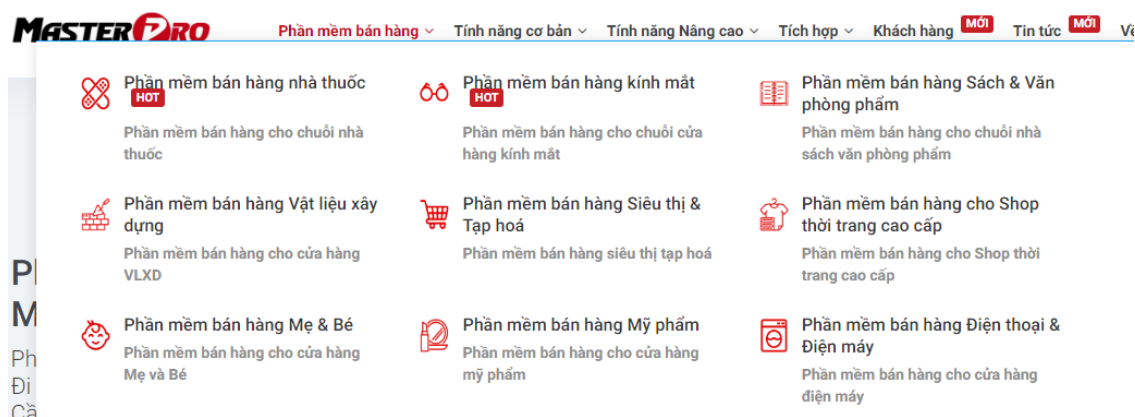 MASTERPRO
Phần mềm bán hàng
Tính năng cơ bản
Tính năng Nâng cao
Tích hợp
Khách hàng
MỚI
Tin tức
MỚI
Phần mềm bán hàng nhà thuốc
HOT
Phần mềm bán hàng cho chuỗi nhà
thuốc
Phần mềm bán hàng kính mắt
HOT
Phần mềm bán hàng cho chuỗi cửa
hàng kính mắt
Phần mềm bán hàng Sách & Văn
phòng phẩm
Phần mềm bán hàng cho chuỗi nhà
sách văn phòng phẩm
Phần mềm bán hàng Vật liệu xây
dựng
Phần mềm bán hàng cho cửa hàng
VLXD
Phần mềm bán hàng Siêu thị &
Tạp hoá
Phần mềm bán hàng siêu thị tạp hoá
Phần mềm bán hàng cho Shop
thời trang cao cấp
Phần mềm bán hàng cho Shop thời
trang cao cấp
Phần mềm bán hàng Mẹ & Bé
Phần mềm bán hàng cho cửa hàng
Mẹ và Bé
Phần mềm bán hàng Mỹ phẩm
Phần mềm bán hàng cho cửa hàng
mỹ phẩm
Phần mềm bán hàng Điện thoại &
Điện máy
Phần mềm bán hàng cho cửa hàng
điện máy
Ph
Đi